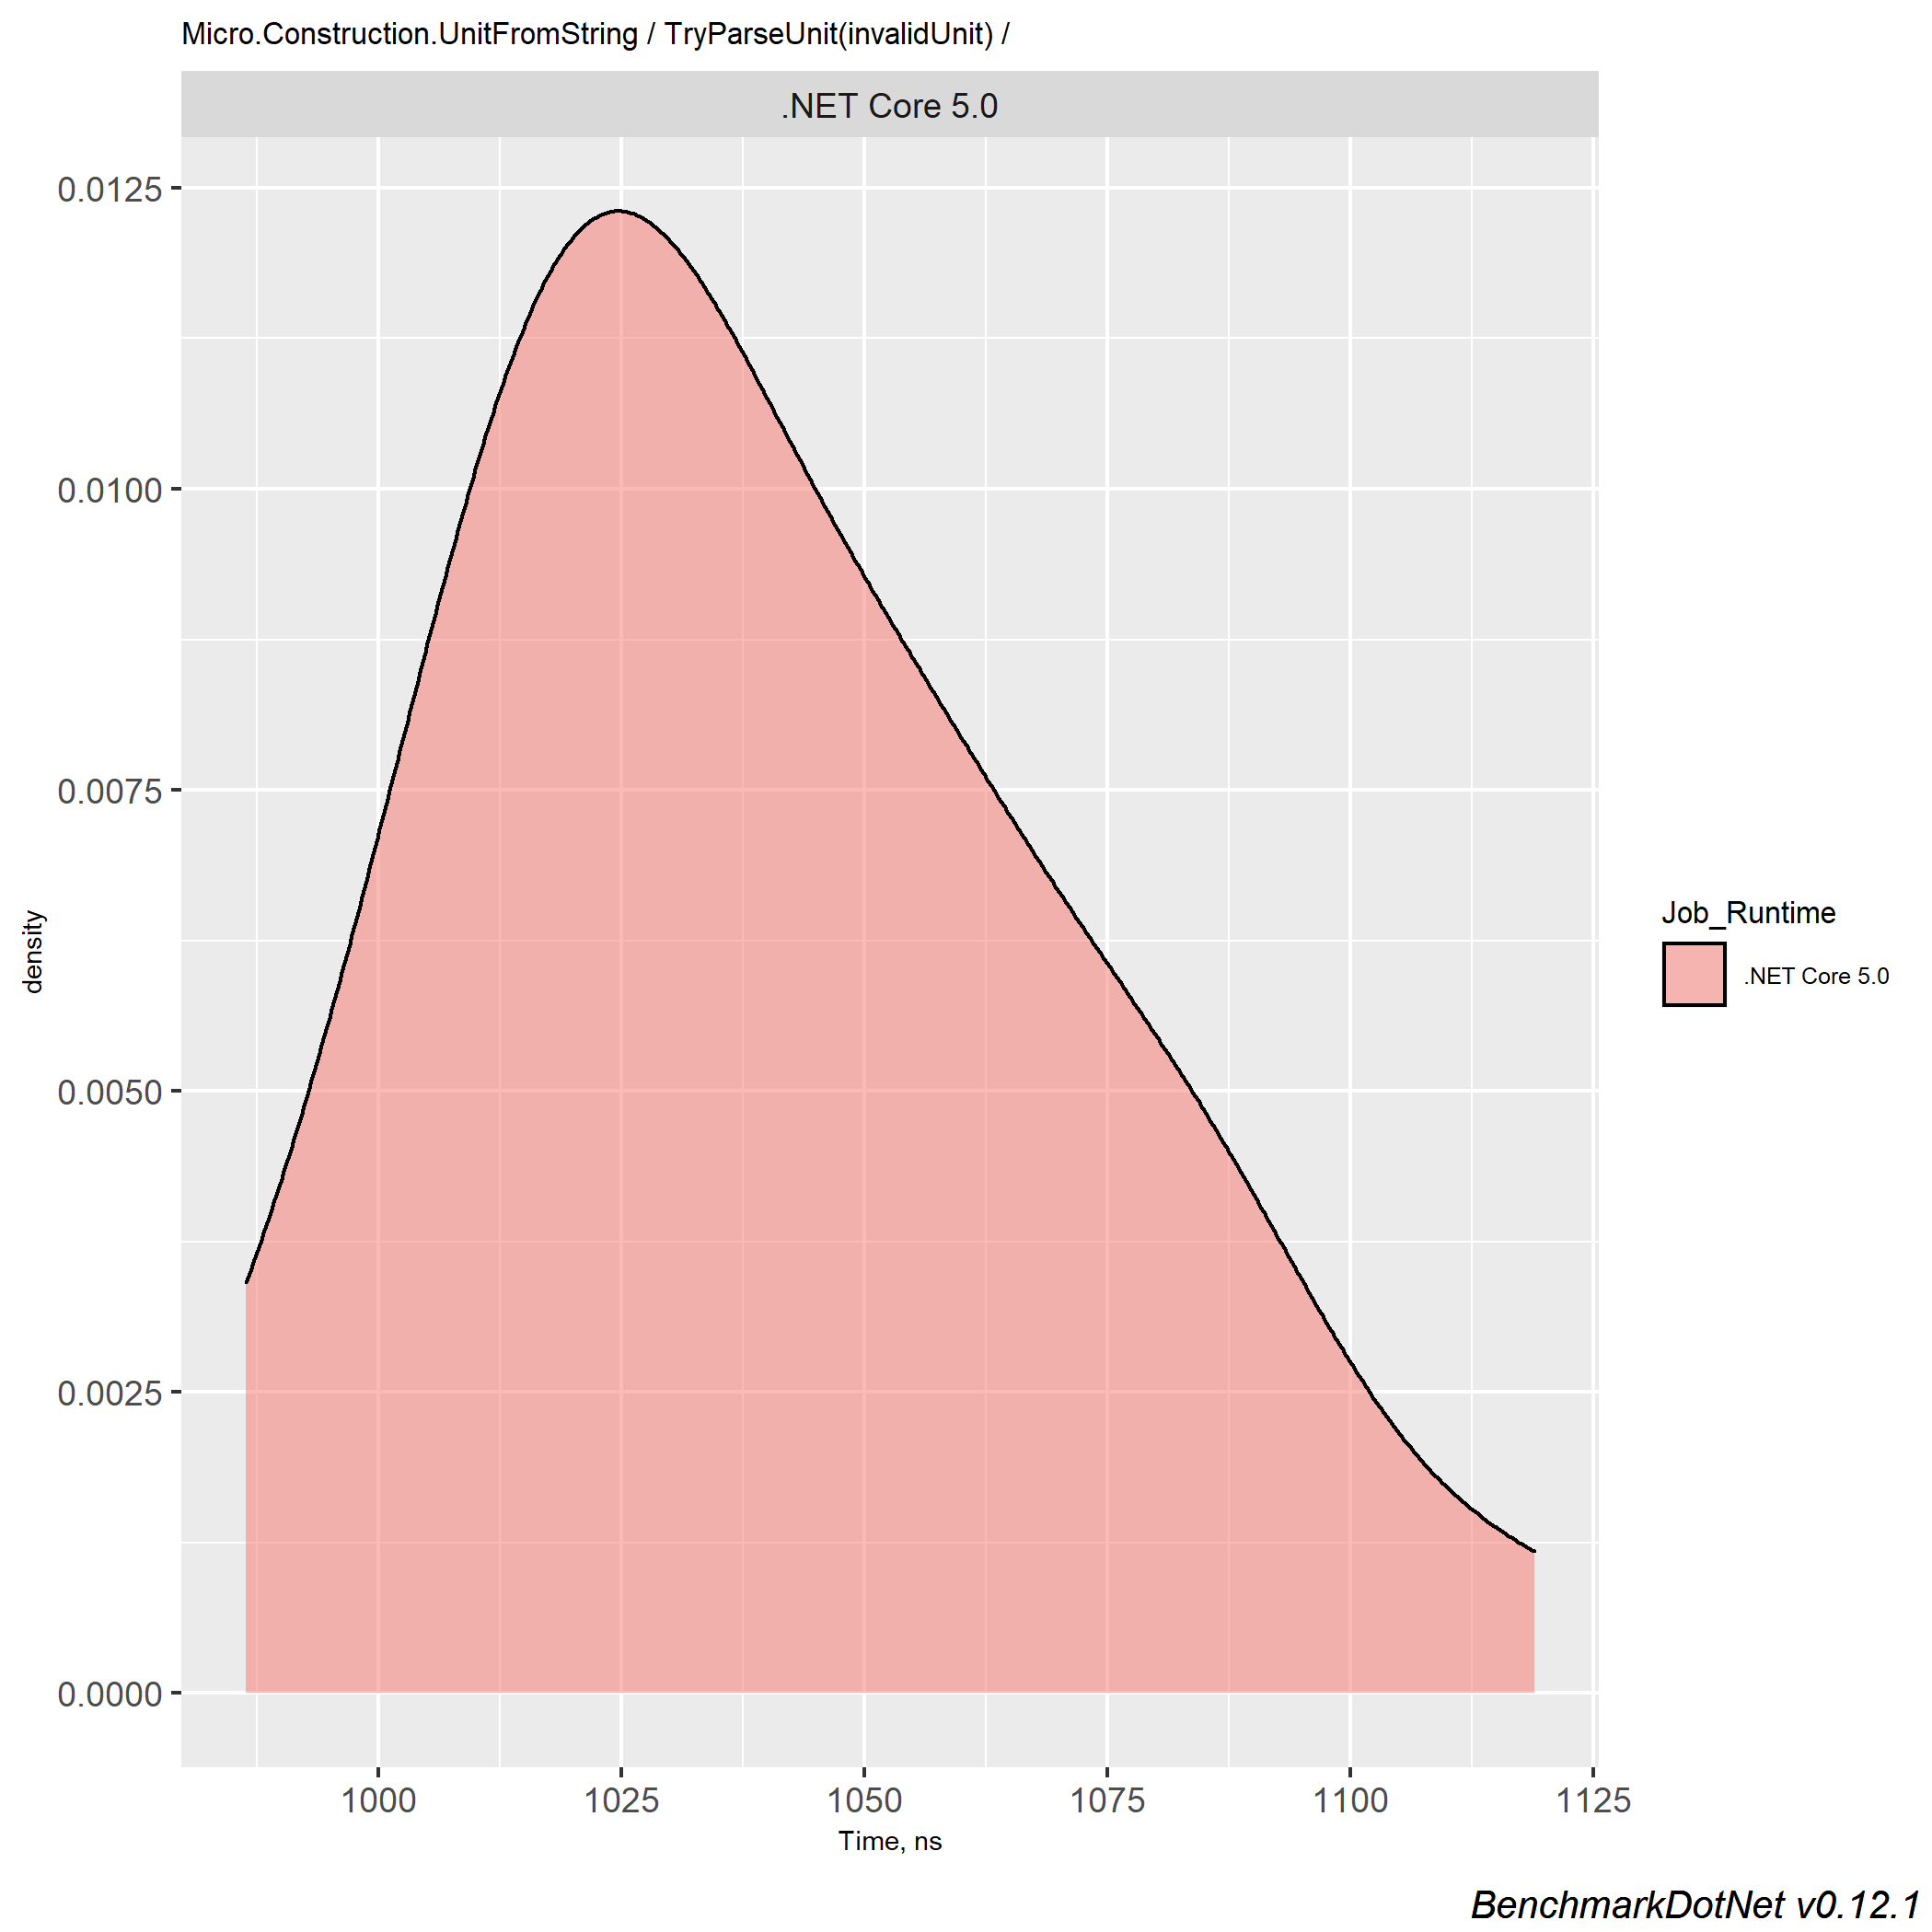 Micro.Construction.UnitFromString / TryParseUnit(invalidUnit) /
.NET Core 5.0
0.0125
0.0100
0.0075
0.0050
0.0025
0.0000
density
1000 1025 1050 1075 1100 1125
Time, ns
Job_Runtime
.NET Core 5.0
BenchmarkDotNet v0.12.1